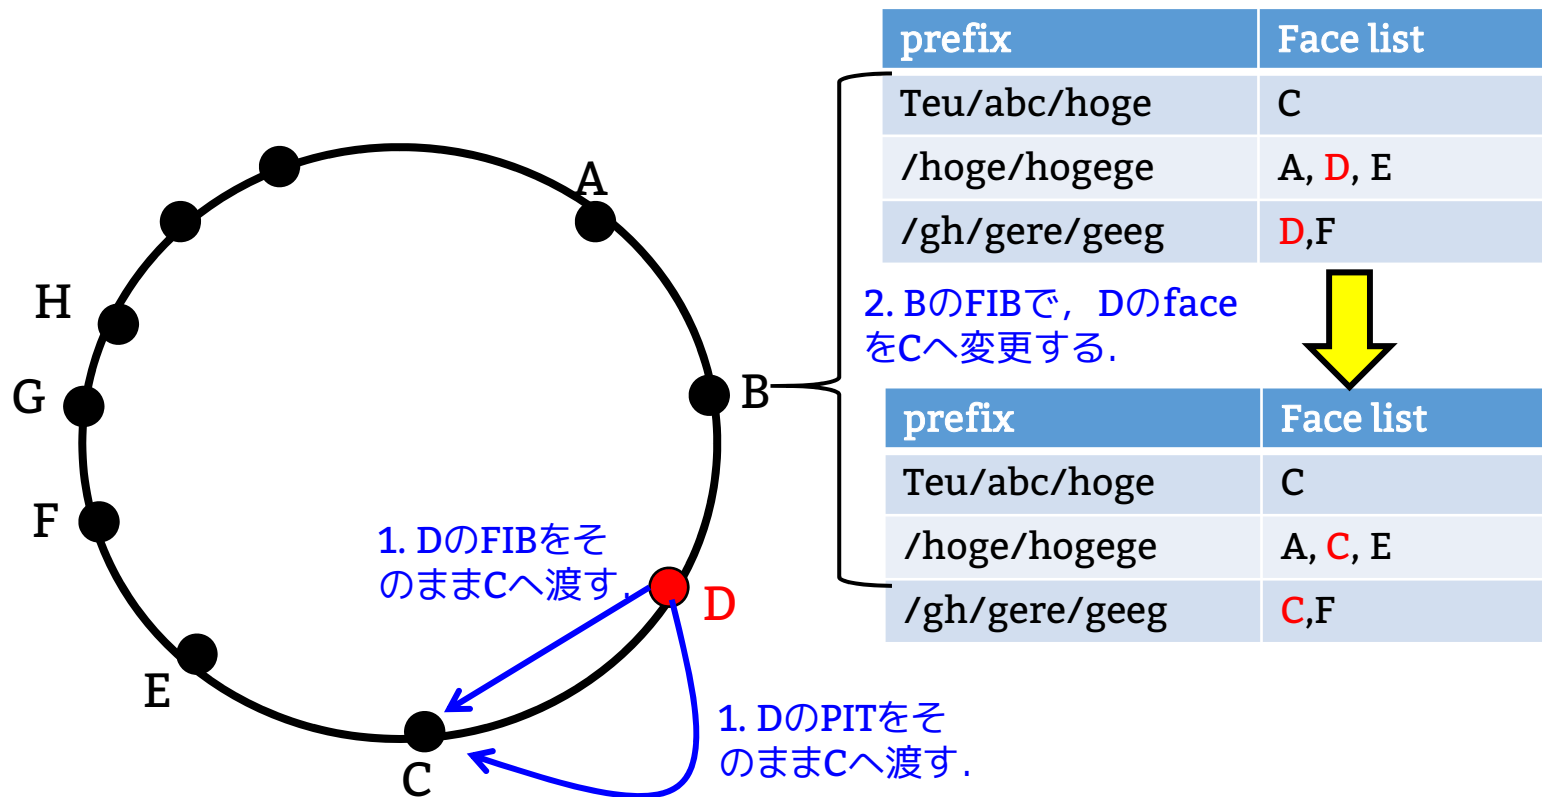 prefix Face list
Teu/abc/hoge C
/hoge/hogege A, D, E
/gh/gere/geeg D,F
2. BのFIBで，Dのface
をCへ変更する．
prefix Face list
Teu/abc/hoge C
/hoge/hogege A, C, E
/gh/gere/geeg C,F
A
H
G
B
F
1. DのFIBをそ
のままCへ渡す．
D
E
1. DのPITをそ
のままCへ渡す．
C